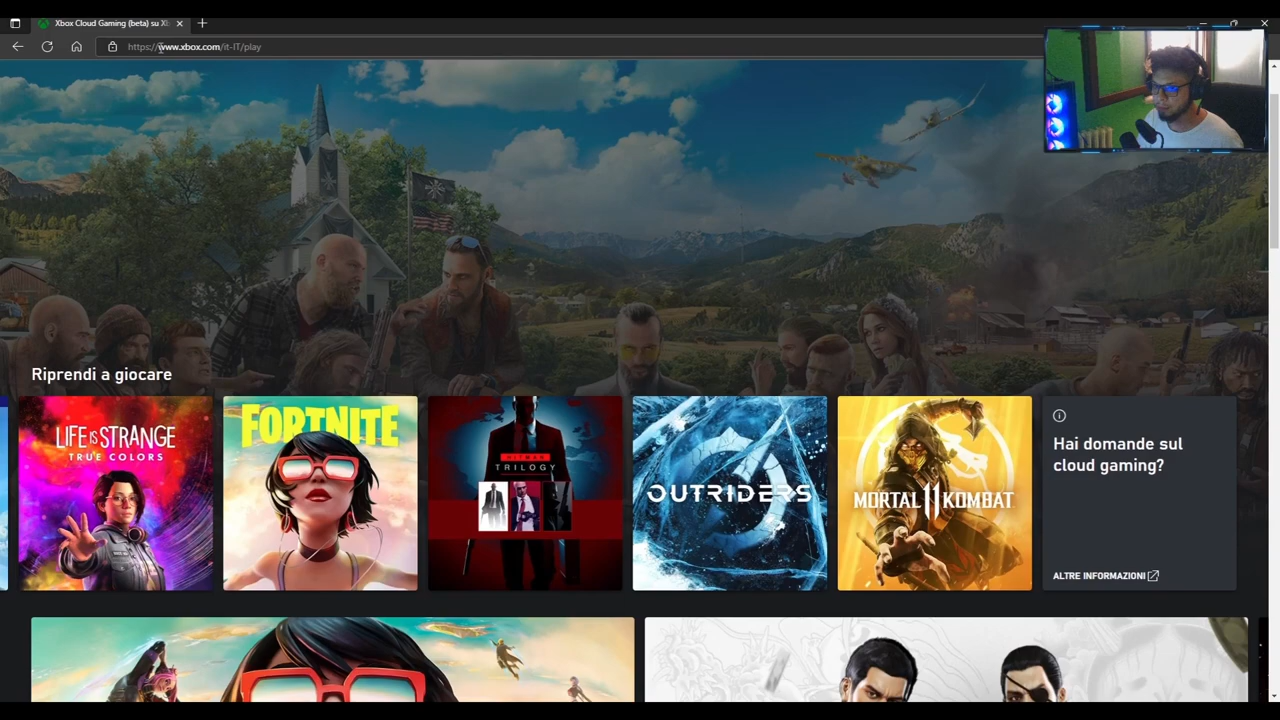 Xbox Cloud Gaming (beta) su X
https://www.xbox.com/it-IT/play
Riprendi a giocare
LIFE IS STRANGE
TRUE COLORS
FORTNITE
HITMAN
TRILOGY
OUTRIDERS
MORTAL KOMBAT 11
Hai domande sul
cloud gaming?
ALTRE INFORMAZIONI